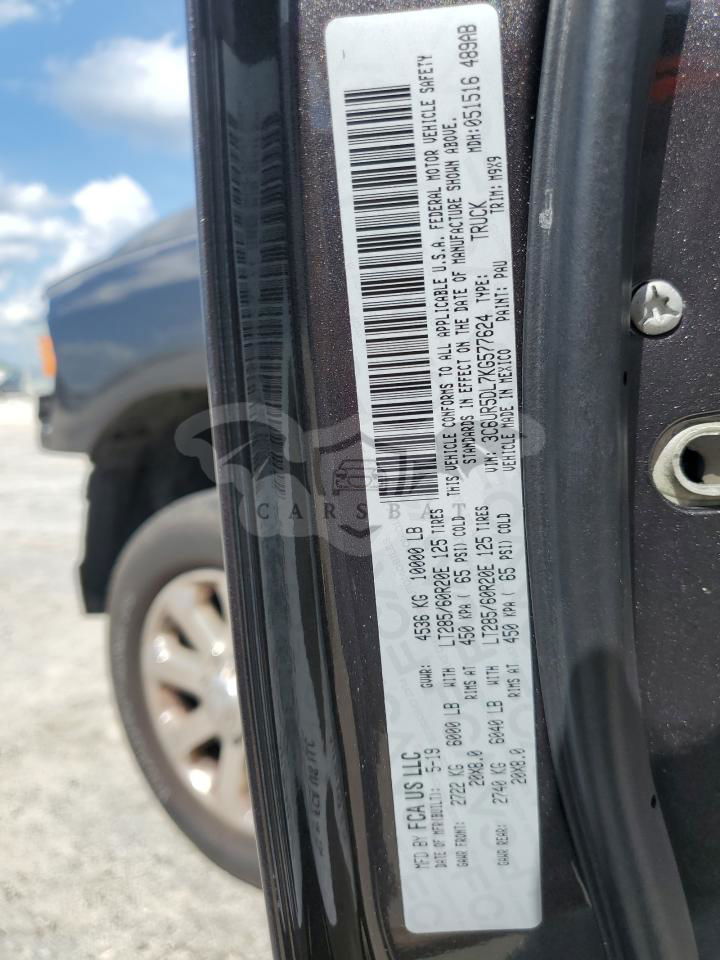 MFD BY FCA US LLC
DATE OF MFR(BUILT): 5-19
GVWR: 4536 KG 10000 LB
GAWR FRONT: 2722 KG 6000 LB WITH LT285/60R20E 125 TIRES
20X8.0 RIMS AT 450 KPA ( 65 PSI) COLD
GAWR REAR: 2740 KG 6040 LB WITH LT285/60R20E 125 TIRES
20X8.0 RIMS AT 450 KPA ( 65 PSI) COLD
THIS VEHICLE CONFORMS TO ALL APPLICABLE U.S.A. FEDERAL MOTOR VEHICLE SAFETY
STANDARDS IN EFFECT ON THE DATE OF MANUFACTURE SHOWN ABOVE.
VIN: 3C6UR5DL7KG577624 TYPE: TRUCK MDH:051516 489AB
VEHICLE MADE IN MEXICO PAINT: PAU TRIM: M9X9
CARSBAT